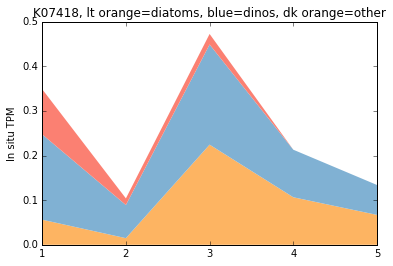 K07418, lt orange=diatoms, blue=dinos, dk orange=other
0.5
0.4
0.3
0.2
0.1
0.0
In situ TPM
1 2 3 4 5